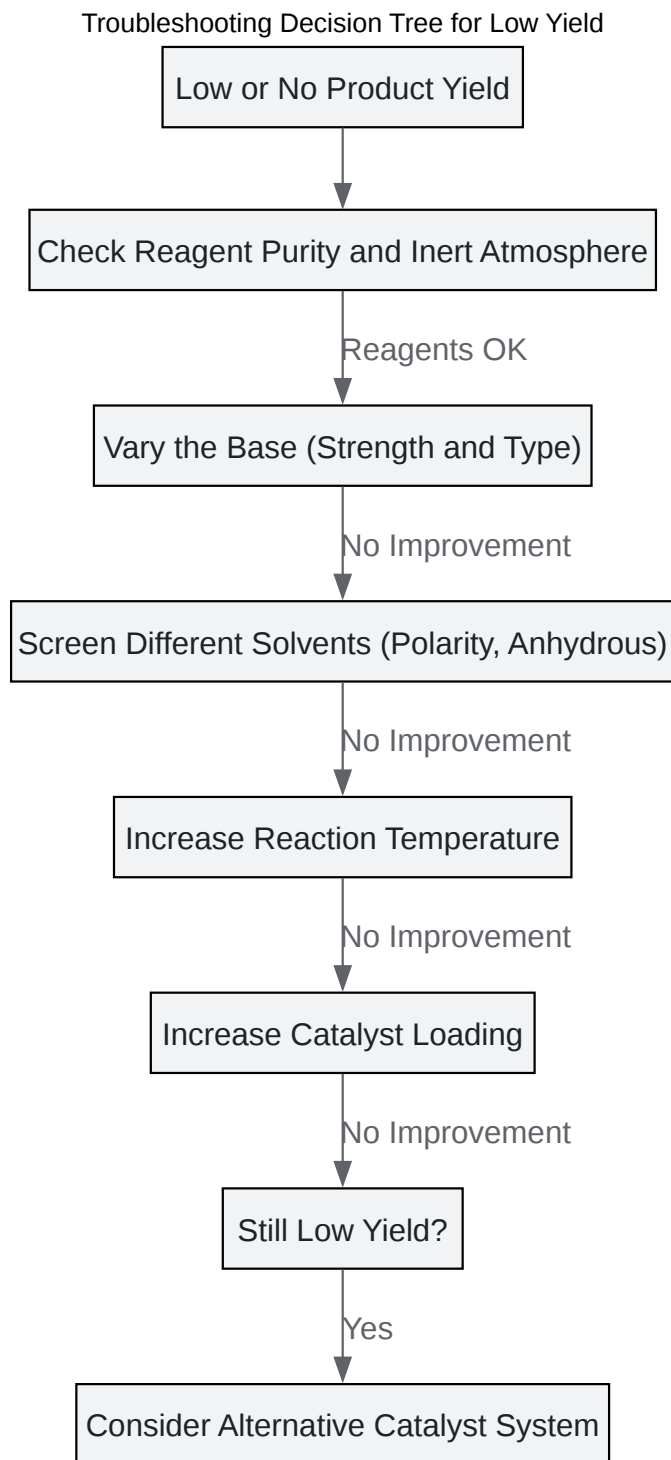 Troubleshooting Decision Tree for Low Yield
Low or No Product Yield
Check Reagent Purity and Inert Atmosphere
Reagents OK
Vary the Base (Strength and Type)
No Improvement
Screen Different Solvents (Polarity, Anhydrous)
No Improvement
Increase Reaction Temperature
No Improvement
Increase Catalyst Loading
No Improvement
Still Low Yield?
Yes
Consider Alternative Catalyst System